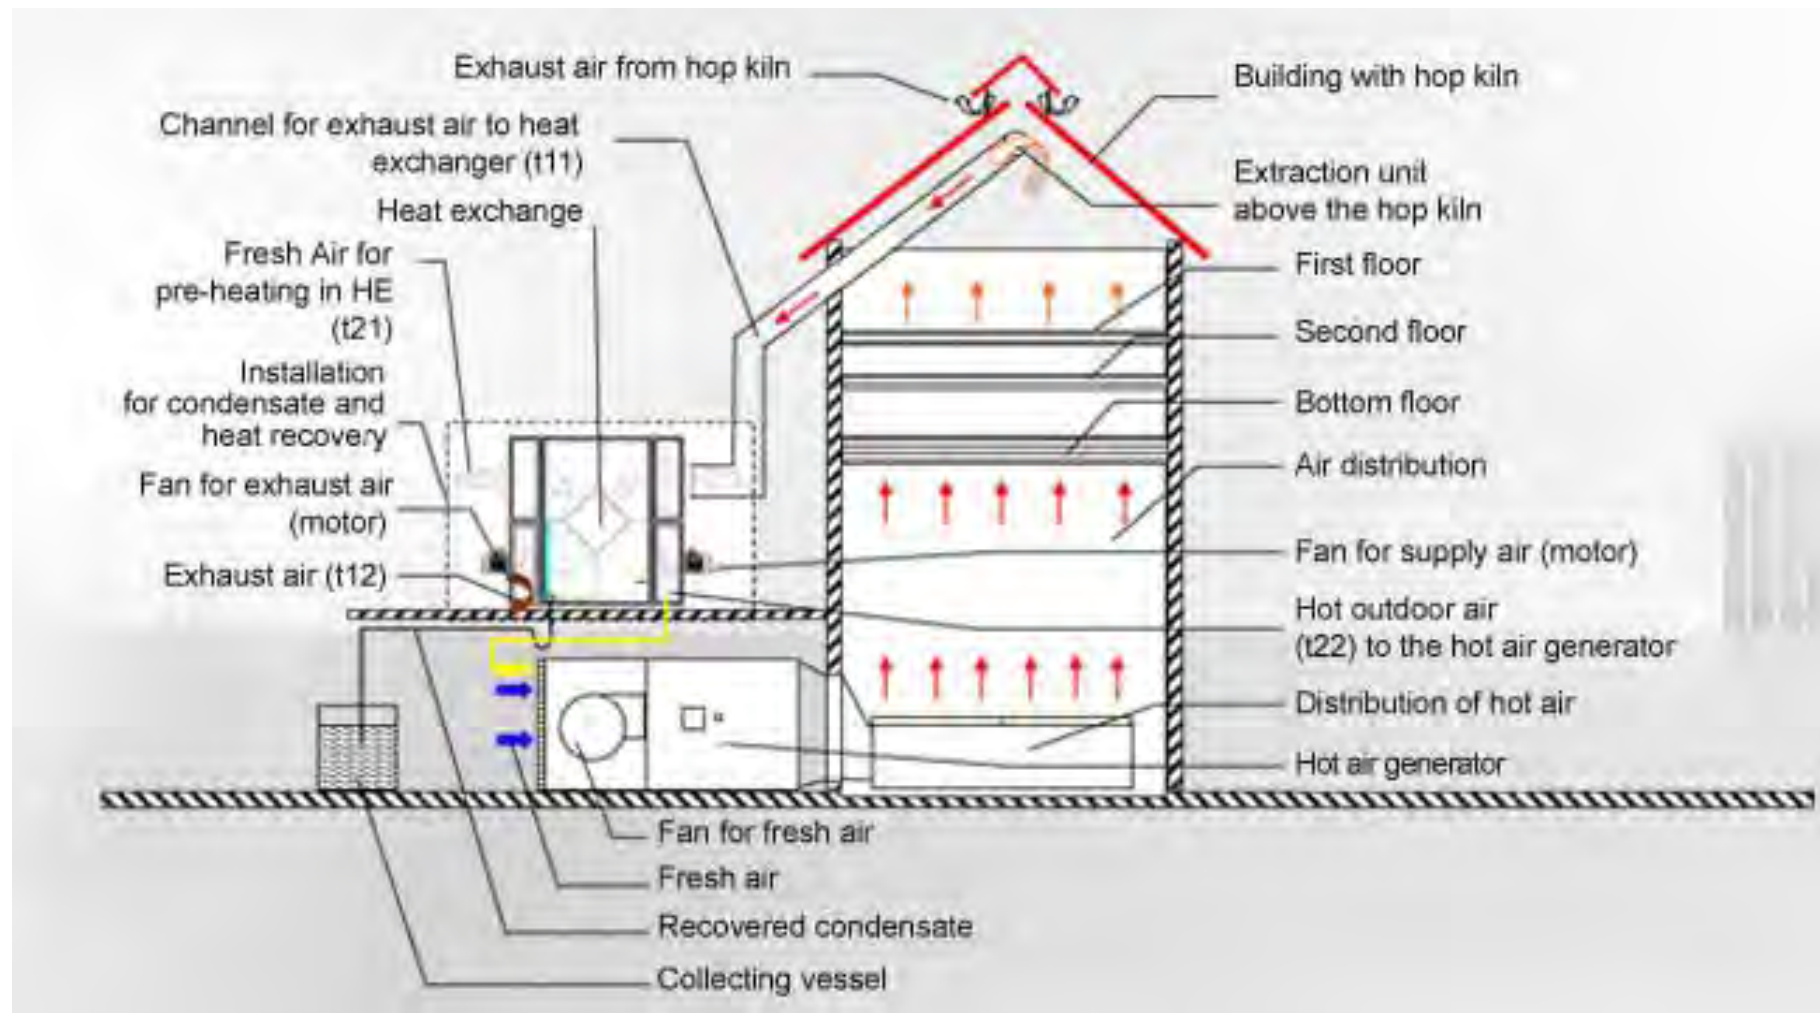 Exhaust air from hop kiln
Channel for exhaust air to heat
exchanger (t11)
Heat exchange
Fresh Air for
pre-heating in HE
(t21)
Installation
for condensate and
heat recovery
Fan for exhaust air
(motor)
Exhaust air (t12)
Building with hop kiln
Extraction unit
above the hop kiln
First floor
Second floor
Bottom floor
Air distribution
Fan for supply air (motor)
Hot outdoor air
(t22) to the hot air generator
Distribution of hot air
Hot air generator
Fan for fresh air
Fresh air
Recovered condensate
Collecting vessel